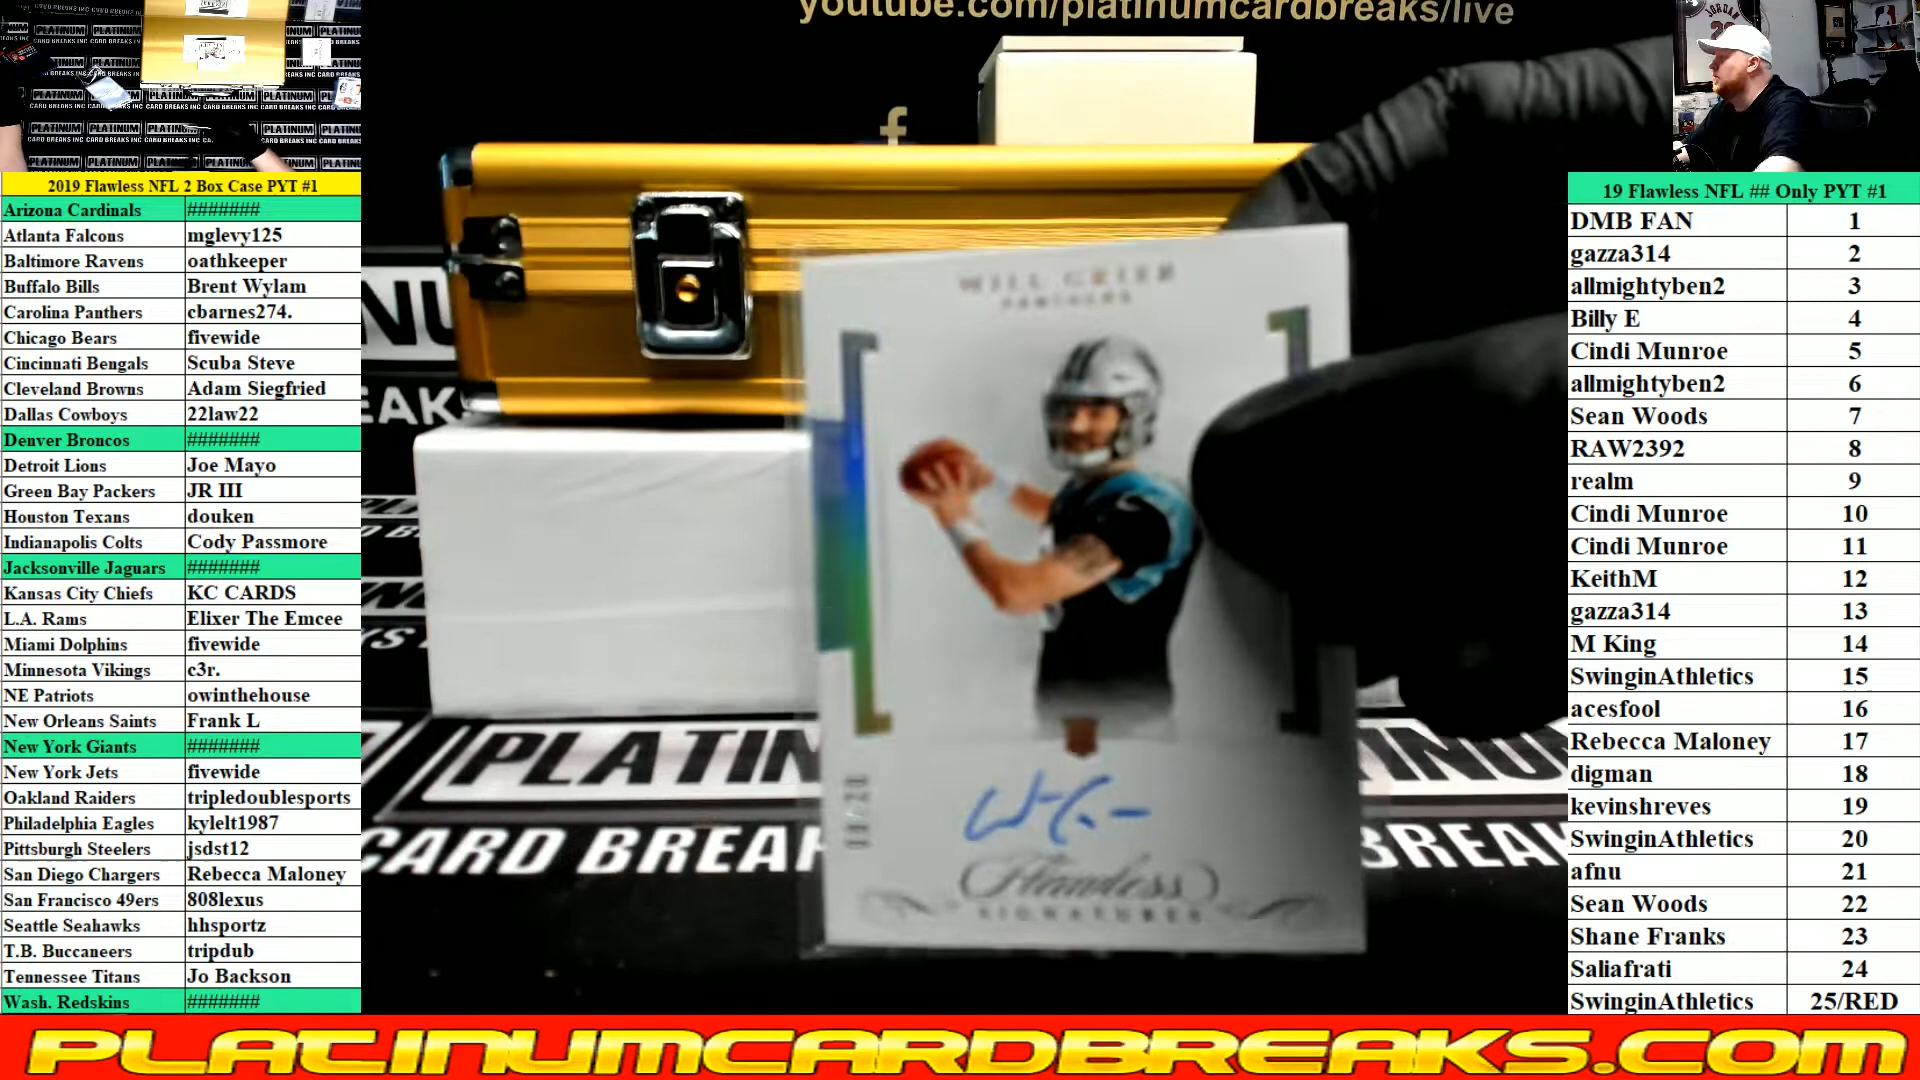 youtube.com/platinumcardbreaks/live
2019 Flawless NFL 2 Box Case PYT #1
Arizona Cardinals #######
Atlanta Falcons mglevy125
Baltimore Ravens oathkeeper
Buffalo Bills Brent Wylam
Carolina Panthers cbarnes274.
Chicago Bears fivewide
Cincinnati Bengals Scuba Steve
Cleveland Browns Adam Siegfried
Dallas Cowboys 22law22
Denver Broncos #######
Detroit Lions Joe Mayo
Green Bay Packers JR III
Houston Texans douken
Indianapolis Colts Cody Passmore
Jacksonville Jaguars #######
Kansas City Chiefs KC CARDS
L.A. Rams Elixer The Emcee
Miami Dolphins fivewide
Minnesota Vikings c3r.
NE Patriots owinthehouse
New Orleans Saints Frank L
New York Giants #######
New York Jets fivewide
Oakland Raiders tripledoublesports
Philadelphia Eagles kylelt1987
Pittsburgh Steelers jsdst12
San Diego Chargers Rebecca Maloney
San Francisco 49ers 808lexus
Seattle Seahawks hhsportz
T.B. Buccaneers tripdub
Tennessee Titans Jo Backson
Wash. Redskins #######
WILL GRIER
PANTHERS
Flawless
SIGNATURES
PLATIN
CARD BREA
BREAK
19 Flawless NFL ## Only PYT #1
DMB FAN 1
gazza314 2
allmightyben2 3
Billy E 4
Cindi Munroe 5
allmightyben2 6
Sean Woods 7
RAW2392 8
realm 9
Cindi Munroe 10
Cindi Munroe 11
KeithM 12
gazza314 13
M King 14
SwinginAthletics 15
acesfool 16
Rebecca Maloney 17
digman 18
kevinshreves 19
SwinginAthletics 20
afnu 21
Sean Woods 22
Shane Franks 23
Saliafrati 24
SwinginAthletics 25/RED
PLATINUMCARDBREAKS.COM